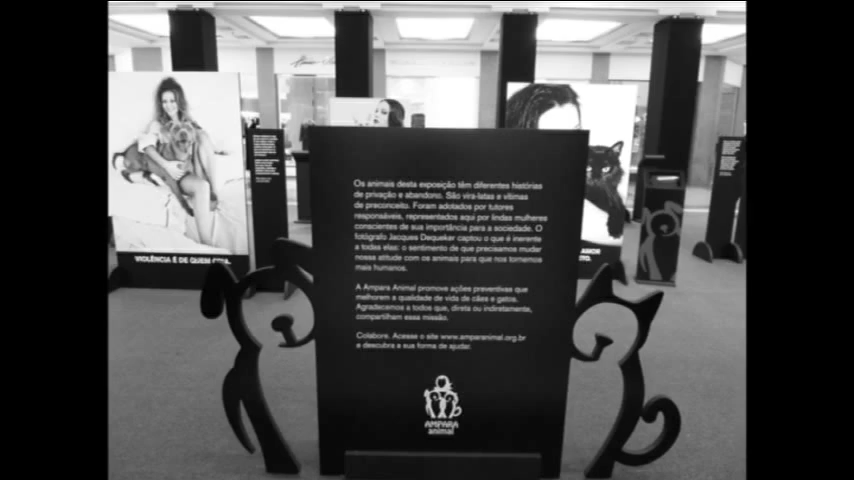 Os animais desta exposição têm diferentes histórias
de privação e abandono. São vira-latas e vítimas
de preconceito. Foram adotados por tutores
responsáveis, representados aqui por lindas mulheres
conscientes de sua importância para a sociedade. O
fotógrafo Jacques Dequeker captou o que é inerente
a todas elas: o sentimento de que precisamos mudar
nossa atitude com os animais para que nos tornemos
mais humanos.
A Ampara Animal promove ações preventivas que
melhorem a qualidade de vida de cães e gatos.
Agradecemos a todos que, direta ou indiretamente,
compartilham essa missão.
Colabore. Acesse o site www.amparanimal.org.br
e descubra a sua forma de ajudar.
AMPARA
animal
VIOLÊNCIA É DE QUEM
AMOR